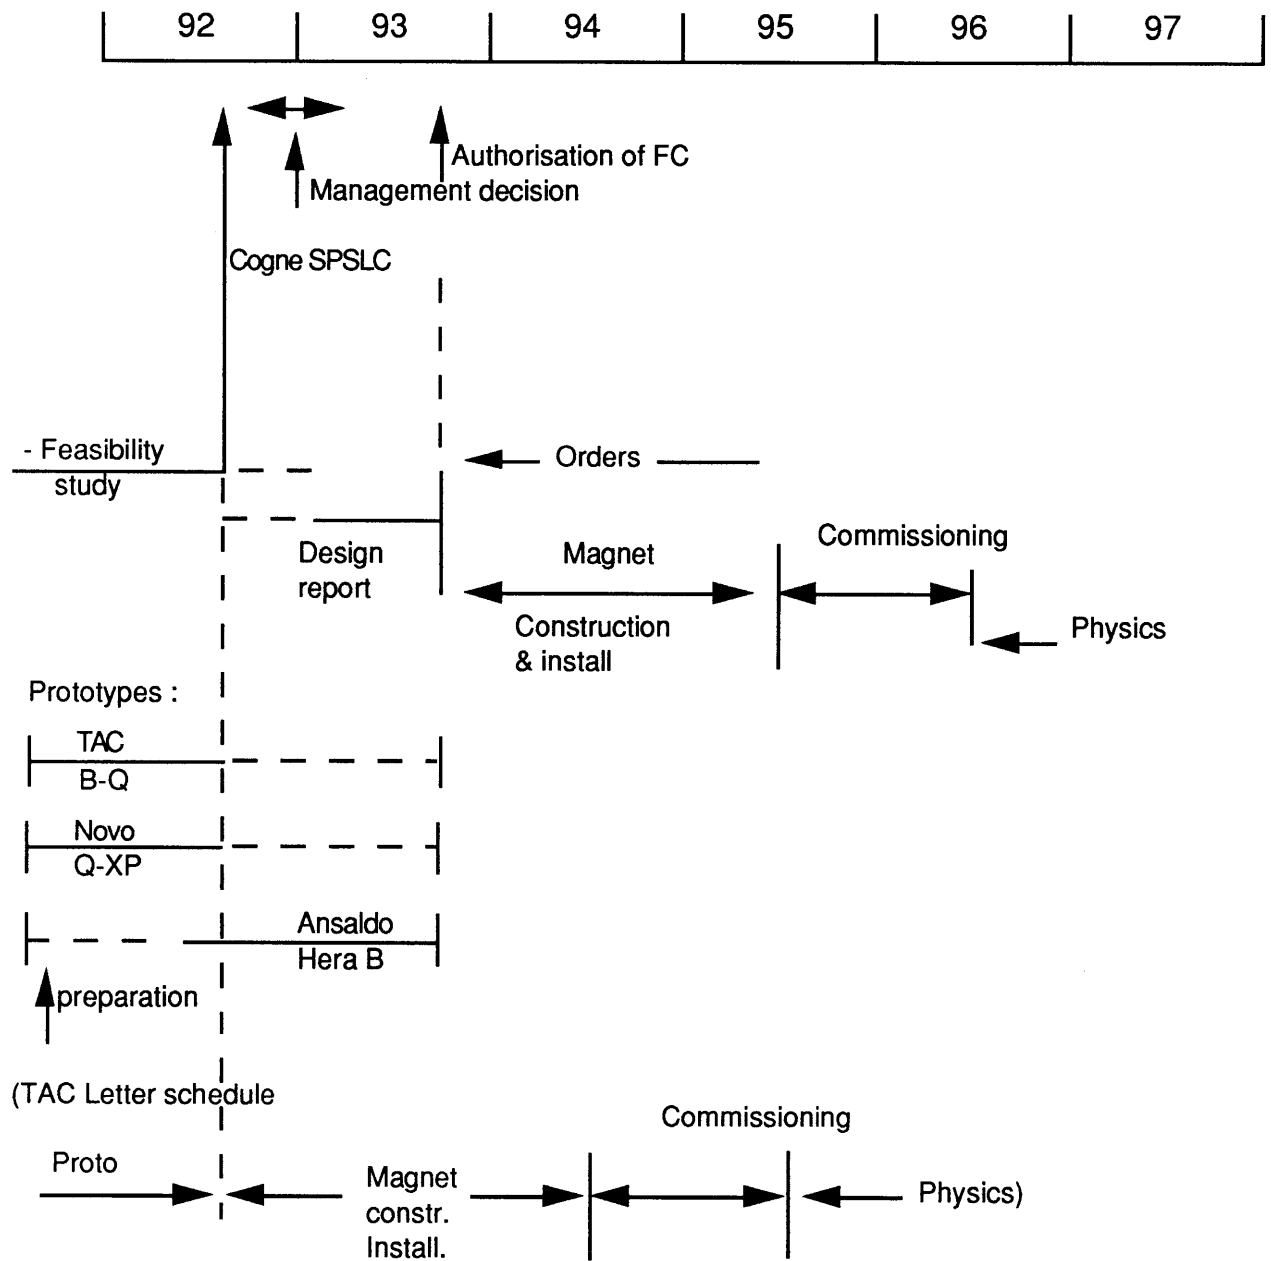 92 93 94 95 96 97
Authorisation of FC
Management decision
Cogne SPSLC
- Feasibility
study
Orders
Design
report
Magnet
Construction
& install
Commissioning
Physics
Prototypes :
TAC
B-Q
Novo
Q-XP
Ansaldo
Hera B
preparation
(TAC Letter schedule
Commissioning
Proto
Magnet
constr.
Install.
Physics)